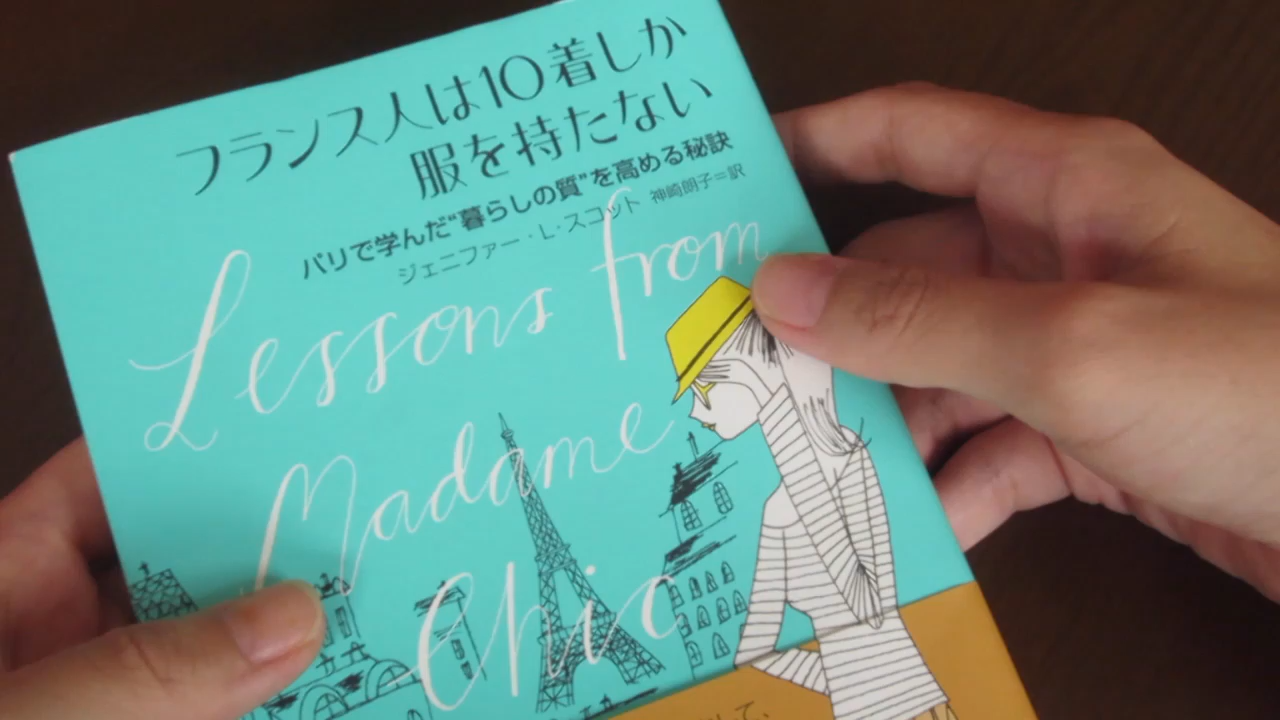 フランス人は10着しか
服を持たない
パリで学んだ“暮らしの質”を高める秘訣
ジェニファー・L・スコット 神崎朗子=訳
Lessons from
Madame
Chic